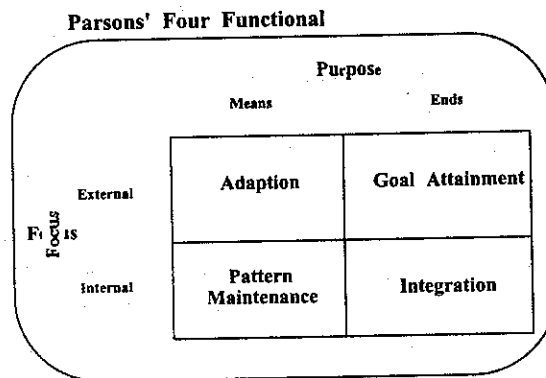 Parsons' Four Functional
Purpose
Means Ends
External
Adaption
Goal Attainment
Focus
Internal
Pattern
Maintenance
Integration